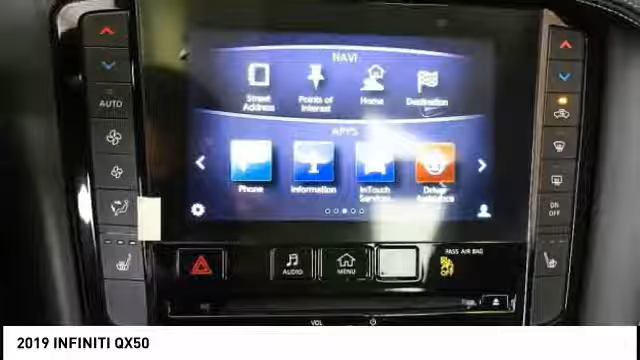 NAVI
Street Address
Points of Interest
Home
Destination
APPS
Phone
Information
InTouch Services
Driver Assistance
AUTO
ON OFF
AUDIO
MENU
PASS AIR BAG
VOL
2019 INFINITI QX50